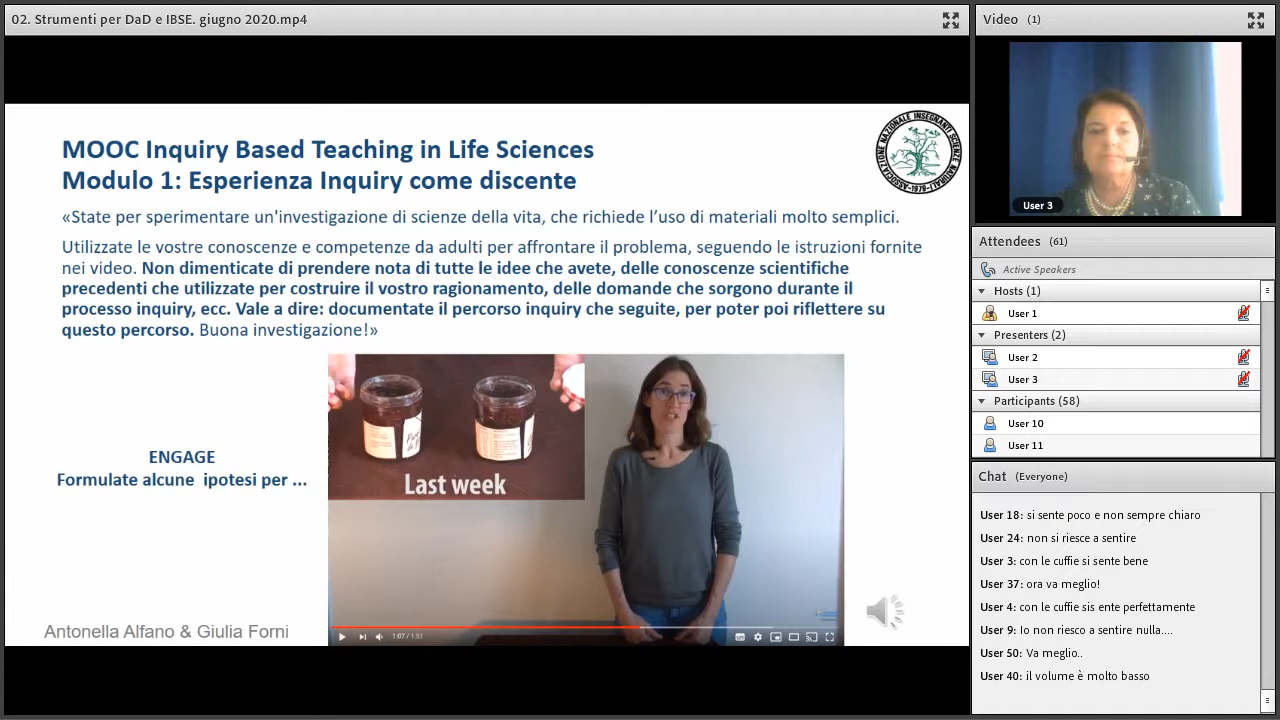 02. Strumenti per DaD e IBSE. giugno 2020.mp4
MOOC Inquiry Based Teaching in Life Sciences
Modulo 1: Esperienza Inquiry come discente
«State per sperimentare un'investigazione di scienze della vita, che richiede l’uso di materiali molto semplici.
Utilizzate le vostre conoscenze e competenze da adulti per affrontare il problema, seguendo le istruzioni fornite
nei video. Non dimenticate di prendere nota di tutte le idee che avete, delle conoscenze scientifiche
precedenti che utilizzate per costruire il vostro ragionamento, delle domande che sorgono durante il
processo inquiry, ecc. Vale a dire: documentate il percorso inquiry che seguite, per poter poi riflettere su
questo percorso. Buona investigazione!»
ASSOCIAZIONE NAZIONALE INSEGNANTI SCIENZE NATURALI
-1979-
ENGAGE
Formulate alcune ipotesi per ...
Last week
1:07 / 1:51
Antonella Alfano & Giulia Forni
Video (1)
User 3
Attendees (61)
Active Speakers
Hosts (1)
User 1
Presenters (2)
User 2
User 3
Participants (58)
User 10
User 11
Chat (Everyone)
User 18: si sente poco e non sempre chiaro
User 24: non si riesce a sentire
User 3: con le cuffie si sente bene
User 37: ora va meglio!
User 4: con le cuffie sis ente perfettamente
User 9: Io non riesco a sentire nulla....
User 50: Va meglio..
User 40: il volume è molto basso